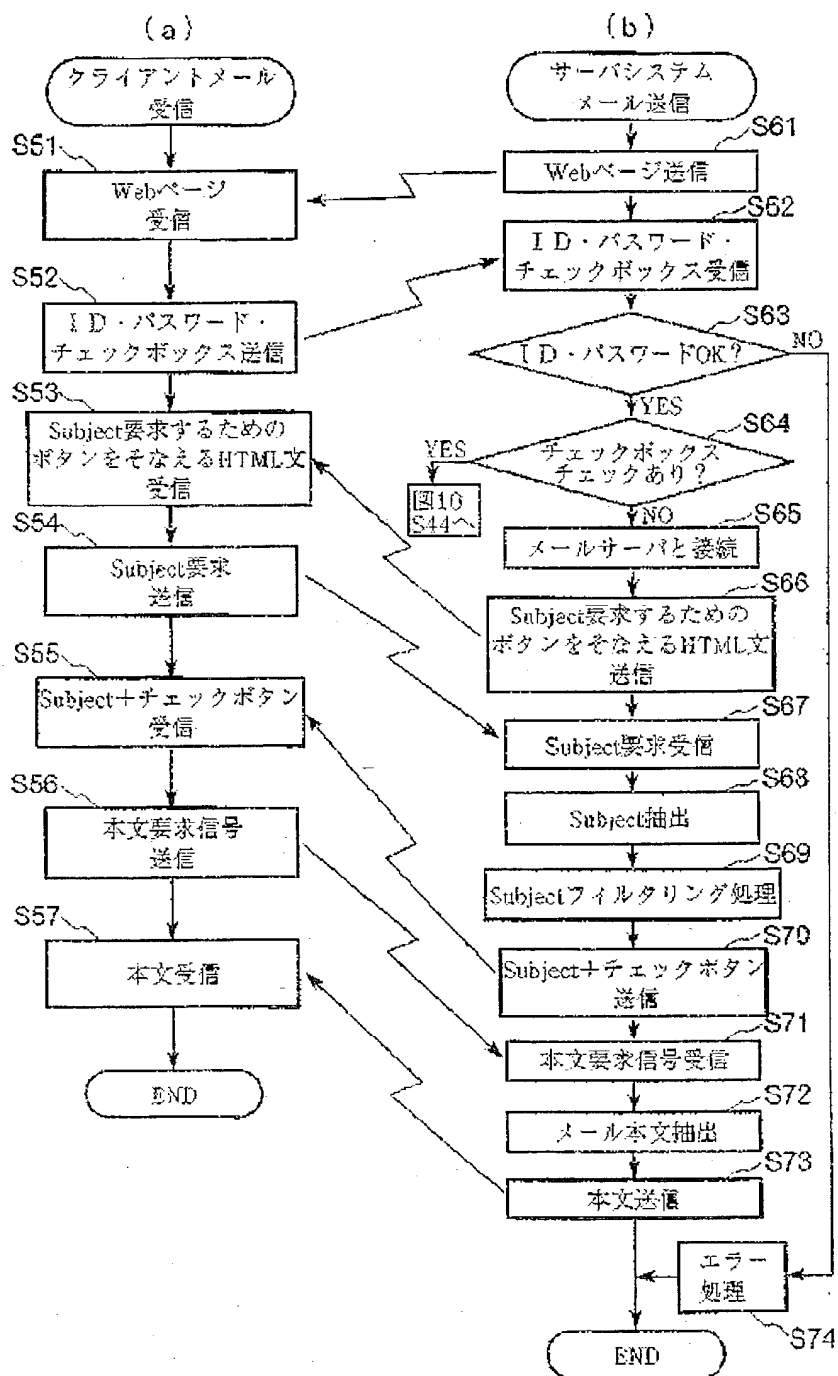 (a)
クライアントメール
受信
S51
Webページ
受信
S52
ID・パスワード・
チェックボックス送信
S53
Subject要求するための
ボタンをそなえるHTML文
受信
S54
Subject要求
送信
S55
Subject+チェックボタン
受信
S56
本文要求信号
送信
S57
本文受信
END
(b)
サーバシステム
メール送信
S61
Webページ送信
S62
ID・パスワード・
チェックボックス受信
S63
ID・パスワードOK?
NO
YES
S64
チェックボックス
チェックあり?
YES
図10
S44へ
NO
S65
メールサーバと接続
S66
Subject要求するための
ボタンをそなえるHTML文
送信
S67
Subject要求受信
S68
Subject抽出
S69
Subjectフィルタリング処理
S70
Subject+チェックボタン
送信
S71
本文要求信号受信
S72
メール本文抽出
S73
本文送信
エラー
処理
S74
END